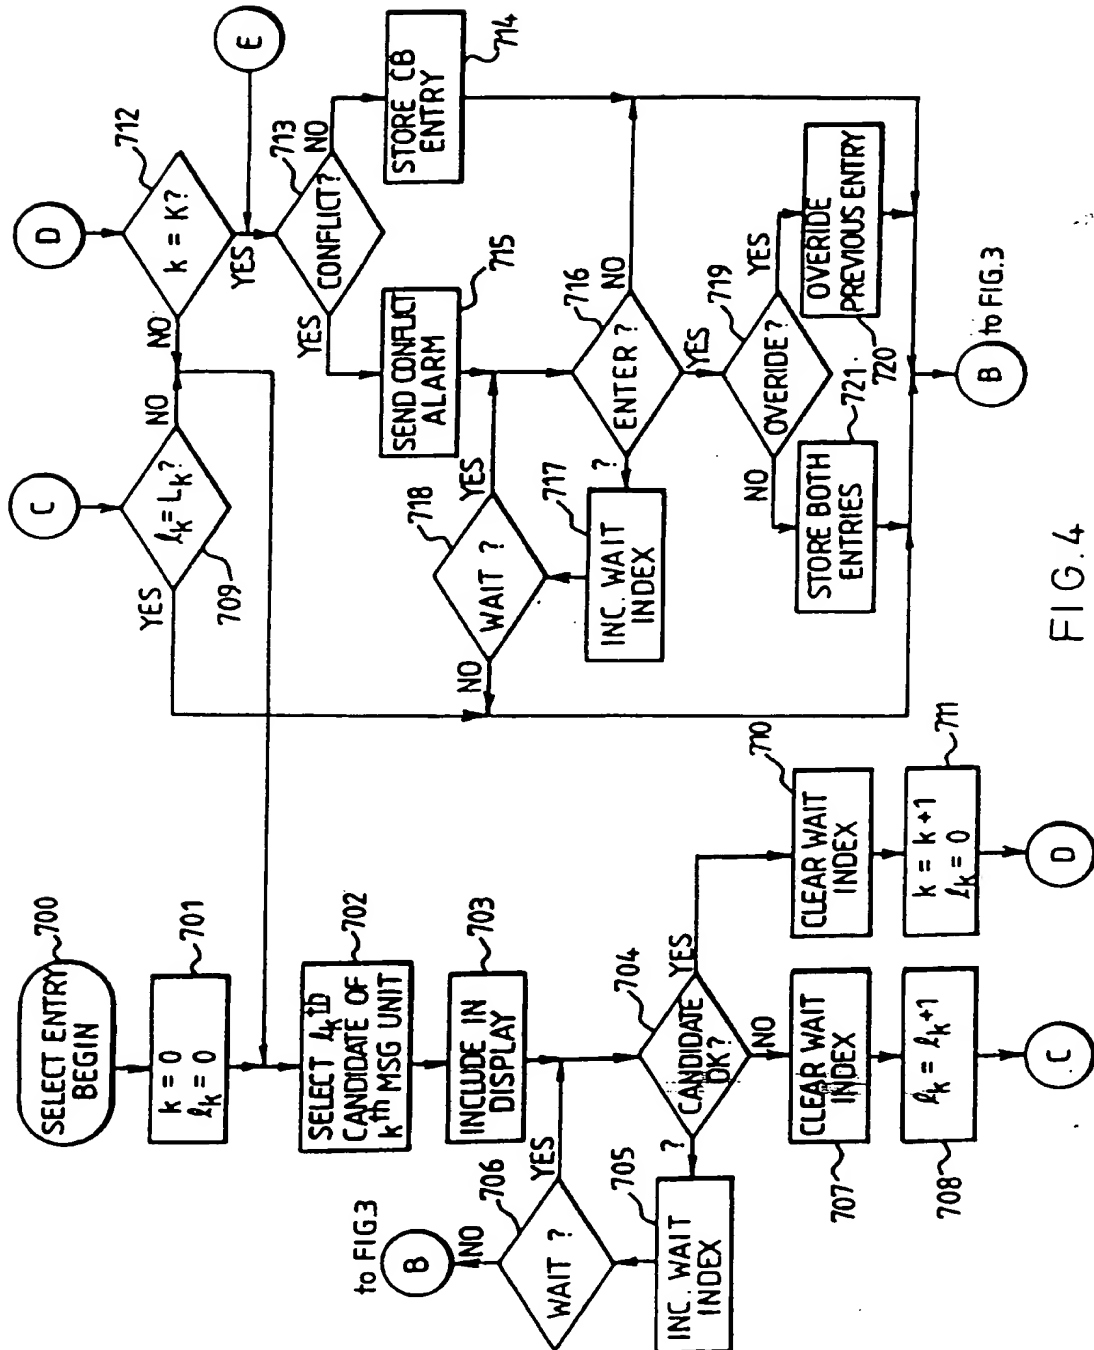 SELECT ENTRY
BEGIN
700
k = 0
ℓk = 0
701
SELECT ℓk th
CANDIDATE OF
kth MSG UNIT
702
INCLUDE IN
DISPLAY
703
CANDIDATE
OK?
704
YES
NO
?
INC. WAIT
INDEX
705
WAIT ?
706
YES
NO
B
to FIG.3
CLEAR WAIT
INDEX
707
ℓk = ℓk+1
708
C
CLEAR WAIT
INDEX
710
k = k+1
ℓk = 0
711
D
C
ℓk = Lk?
709
YES
NO
D
k = K?
712
NO
YES
E
CONFLICT?
713
NO
YES
STORE CB
ENTRY
714
SEND CONFLICT
ALARM
715
ENTER ?
716
NO
YES
?
INC. WAIT
INDEX
717
WAIT ?
718
YES
NO
OVERRIDE?
719
YES
NO
OVERRIDE
PREVIOUS ENTRY
720
STORE BOTH
ENTRIES
721
B
to FIG.3
FIG.4